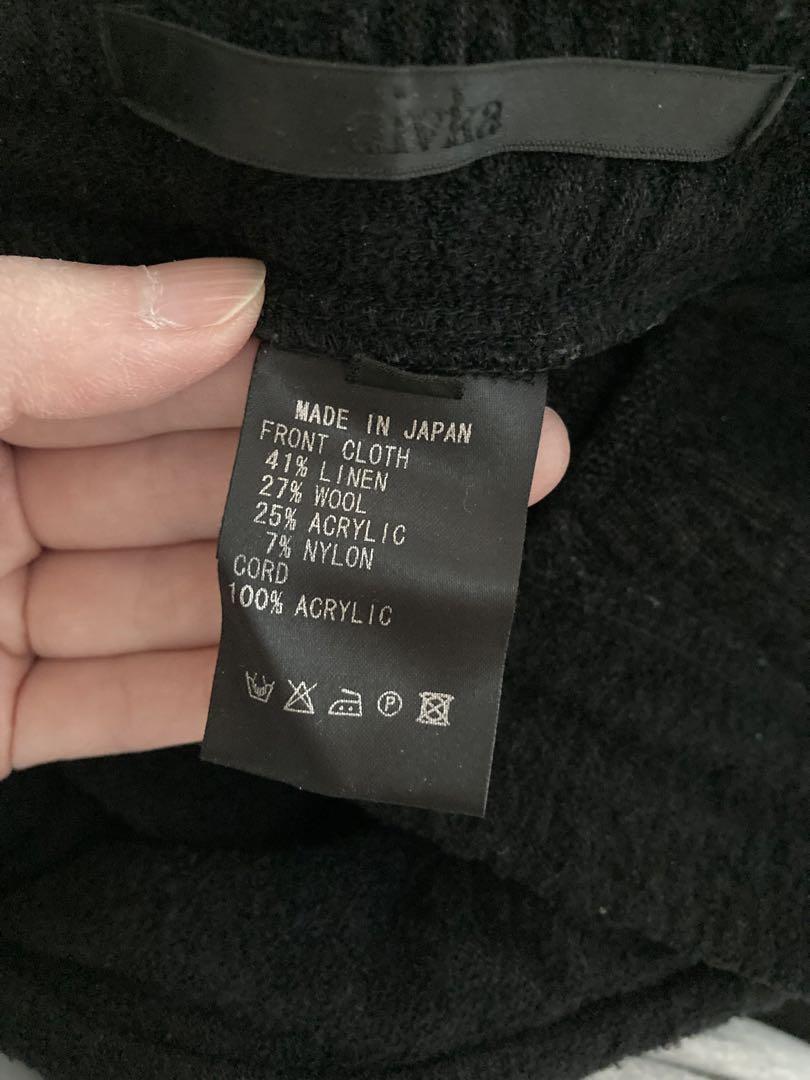 MADE IN JAPAN
FRONT CLOTH
41% LINEN
27% WOOL
25% ACRYLIC
7% NYLON
CORD
100% ACRYLIC
P